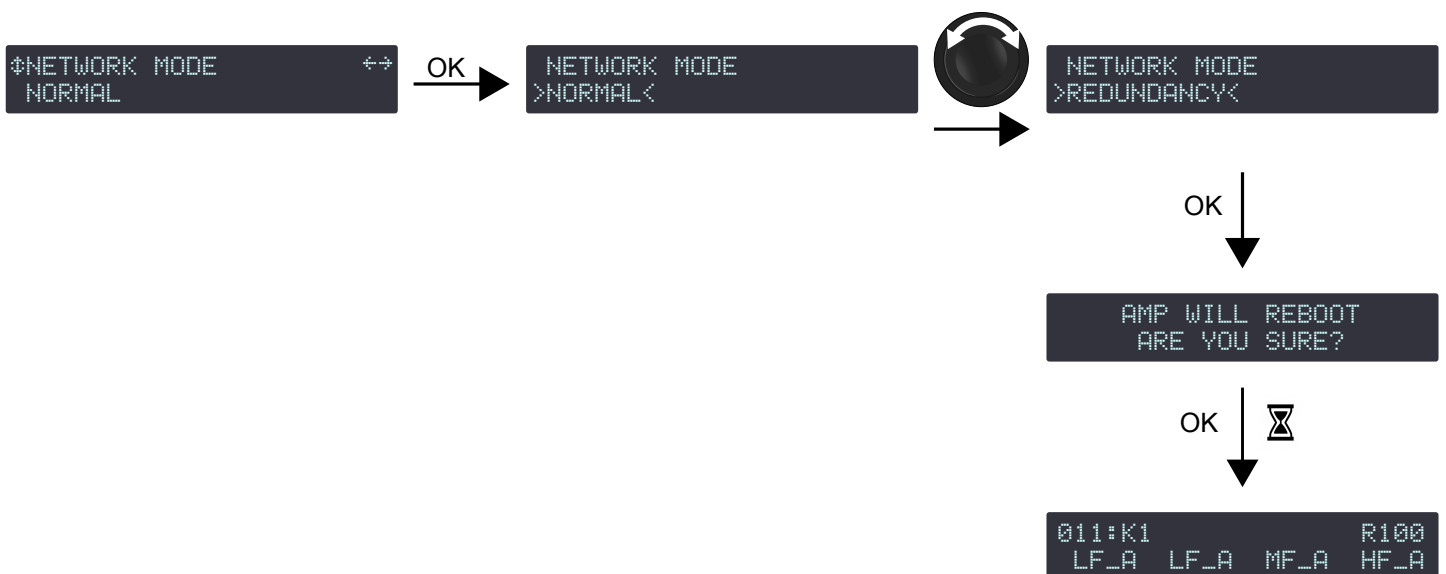 ⇕NETWORK MODE ←→
NORMAL
OK
NETWORK MODE
>NORMAL<
NETWORK MODE
>REDUNDANCY<
OK
AMP WILL REBOOT
ARE YOU SURE?
OK
011:K1 R100
LF_A LF_A MF_A HF_A